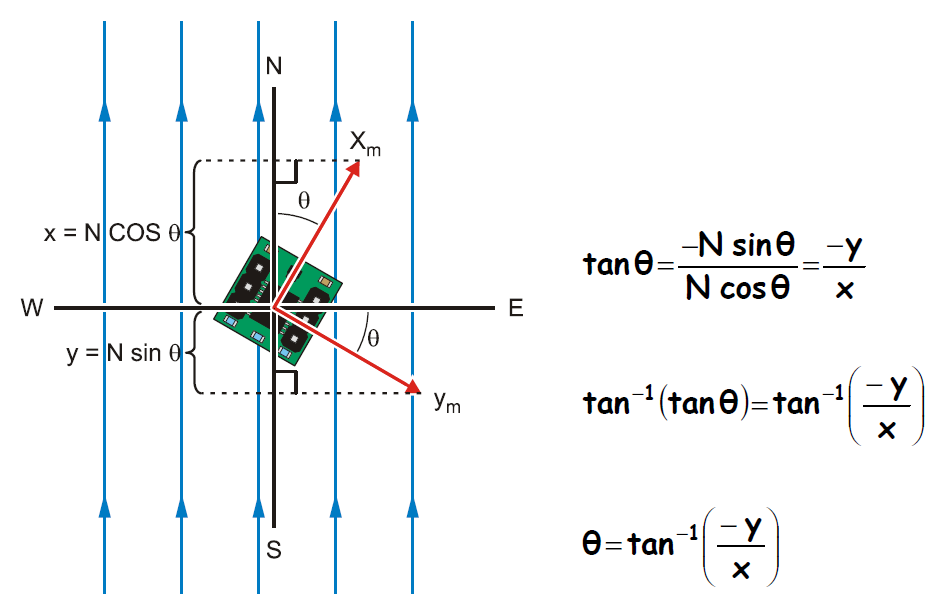 N
Xm
θ
x = N COS θ
W
E
θ
y = N sin θ
ym
S
tanθ = −N sinθ / N cosθ = −y / x
tan⁻¹(tanθ) = tan⁻¹(−y / x)
θ = tan⁻¹(−y / x)